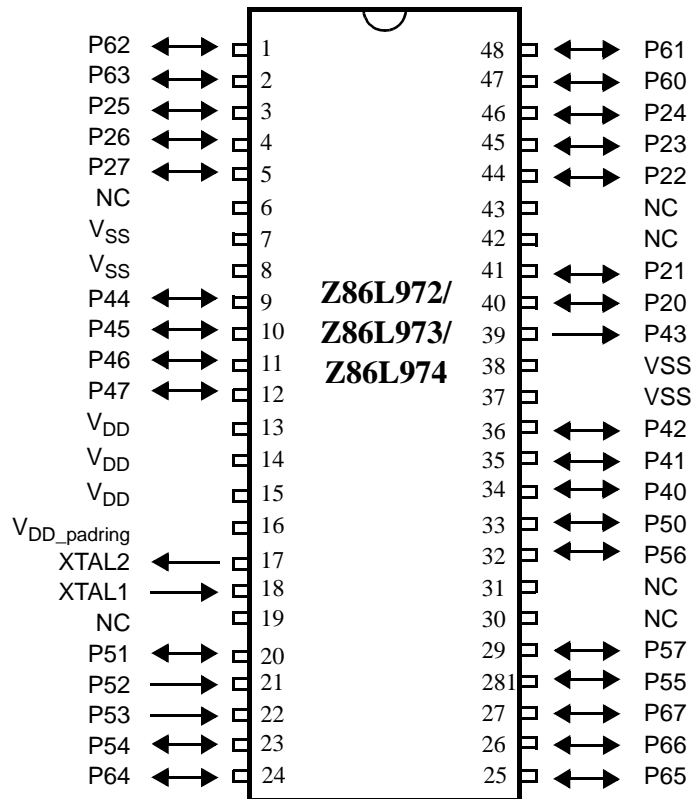 P62 1 48 P61
P63 2 47 P60
P25 3 46 P24
P26 4 45 P23
P27 5 44 P22
NC 6 43 NC
VSS 7 42 NC
VSS 8 41 P21
P44 9 40 P20
P45 10 39 P43
P46 11 38 VSS
P47 12 37 VSS
VDD 13 36 P42
VDD 14 35 P41
VDD 15 34 P40
VDD_padring 16 33 P50
XTAL2 17 32 P56
XTAL1 18 31 NC
NC 19 30 NC
P51 20 29 P57
P52 21 281 P55
P53 22 27 P67
P54 23 26 P66
P64 24 25 P65
Z86L972/
Z86L973/
Z86L974